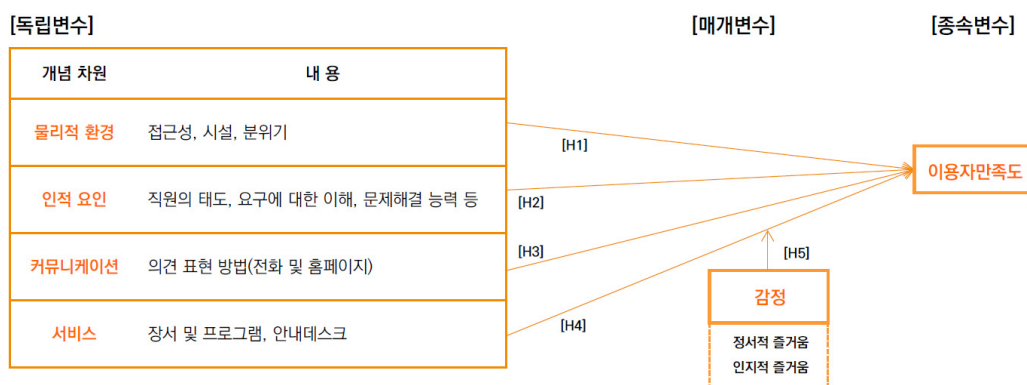 [독립변수] [매개변수] [종속변수]
개념 차원 내 용
물리적 환경 접근성, 시설, 분위기
[H1]
이용자만족도
인적 요인 직원의 태도, 요구에 대한 이해, 문제해결 능력 등
[H2]
[H3]
[H5]
커뮤니케이션 의견 표현 방법(전화 및 홈페이지)
감정
[H4]
서비스 장서 및 프로그램, 안내데스크
정서적 즐거움
인지적 즐거움